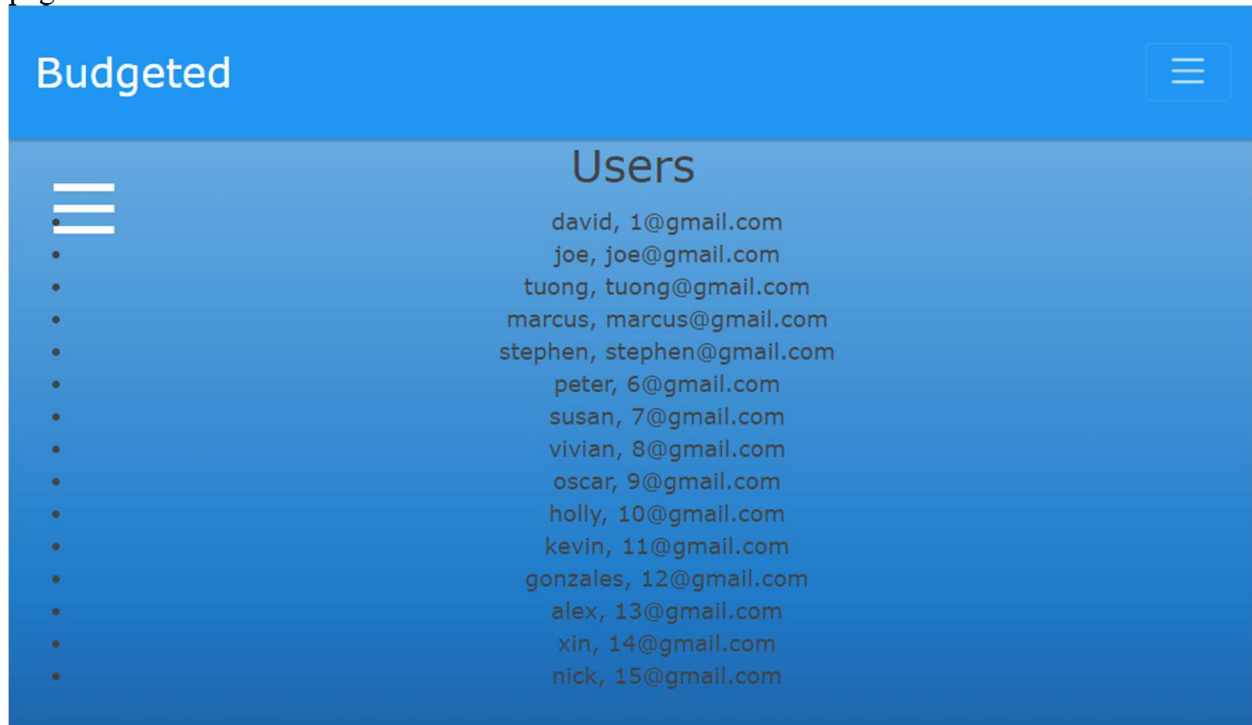 Budgeted
Users
david, 1@gmail.com
joe, joe@gmail.com
tuong, tuong@gmail.com
marcus, marcus@gmail.com
stephen, stephen@gmail.com
peter, 6@gmail.com
susan, 7@gmail.com
vivian, 8@gmail.com
oscar, 9@gmail.com
holly, 10@gmail.com
kevin, 11@gmail.com
gonzales, 12@gmail.com
alex, 13@gmail.com
xin, 14@gmail.com
nick, 15@gmail.com